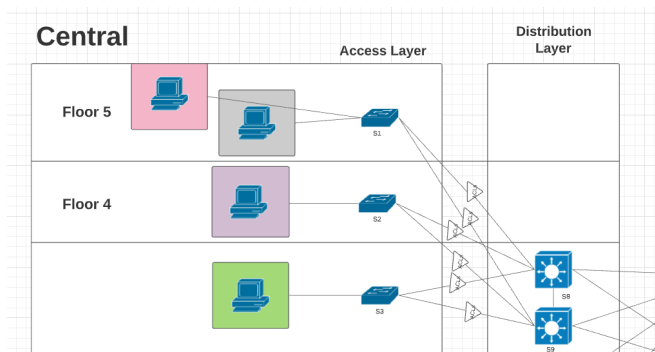 Central
Access Layer
Distribution
Layer
Floor 5
S1
Floor 4
S2
S3
S8
S9